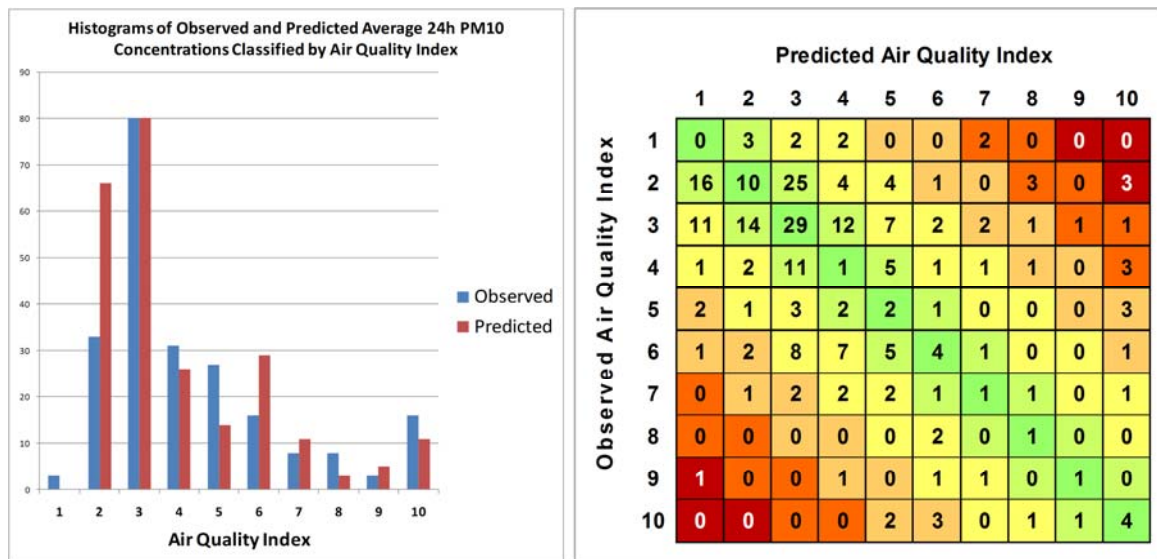 Histograms of Observed and Predicted Average 24h PM10
Concentrations Classified by Air Quality Index
90
80
70
60
50
40
30
20
10
0
1 2 3 4 5 6 7 8 9 10
Air Quality Index
Observed
Predicted
Predicted Air Quality Index
1 2 3 4 5 6 7 8 9 10
Observed Air Quality Index
1 0 3 2 2 0 0 2 0 0 0
2 16 10 25 4 4 1 0 3 0 3
3 11 14 29 12 7 2 2 1 1 1
4 1 2 11 1 5 1 1 1 0 3
5 2 1 3 2 2 1 0 0 0 3
6 1 2 8 7 5 4 1 0 0 1
7 0 1 2 2 2 1 1 1 0 1
8 0 0 0 0 0 2 0 1 0 0
9 1 0 0 1 0 1 1 0 1 0
10 0 0 0 0 2 3 0 1 1 4